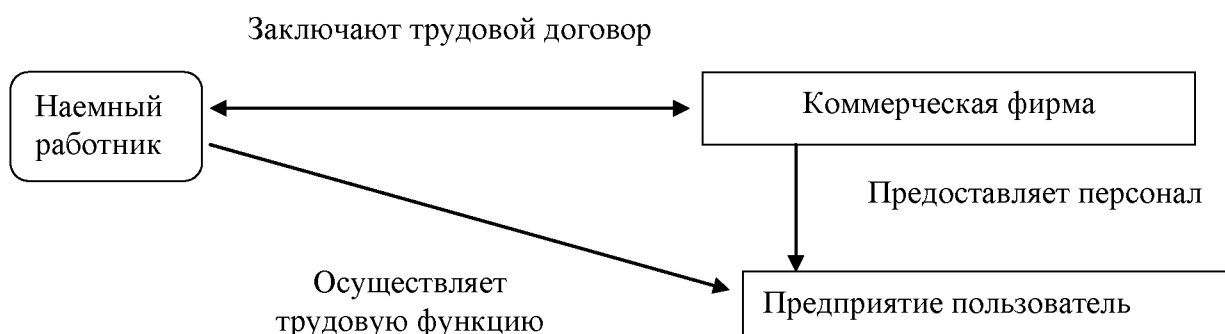 Заключают трудовой договор
Наемный
работник
Коммерческая фирма
Предоставляет персонал
Осуществляет
трудовую функцию
Предприятие пользователь